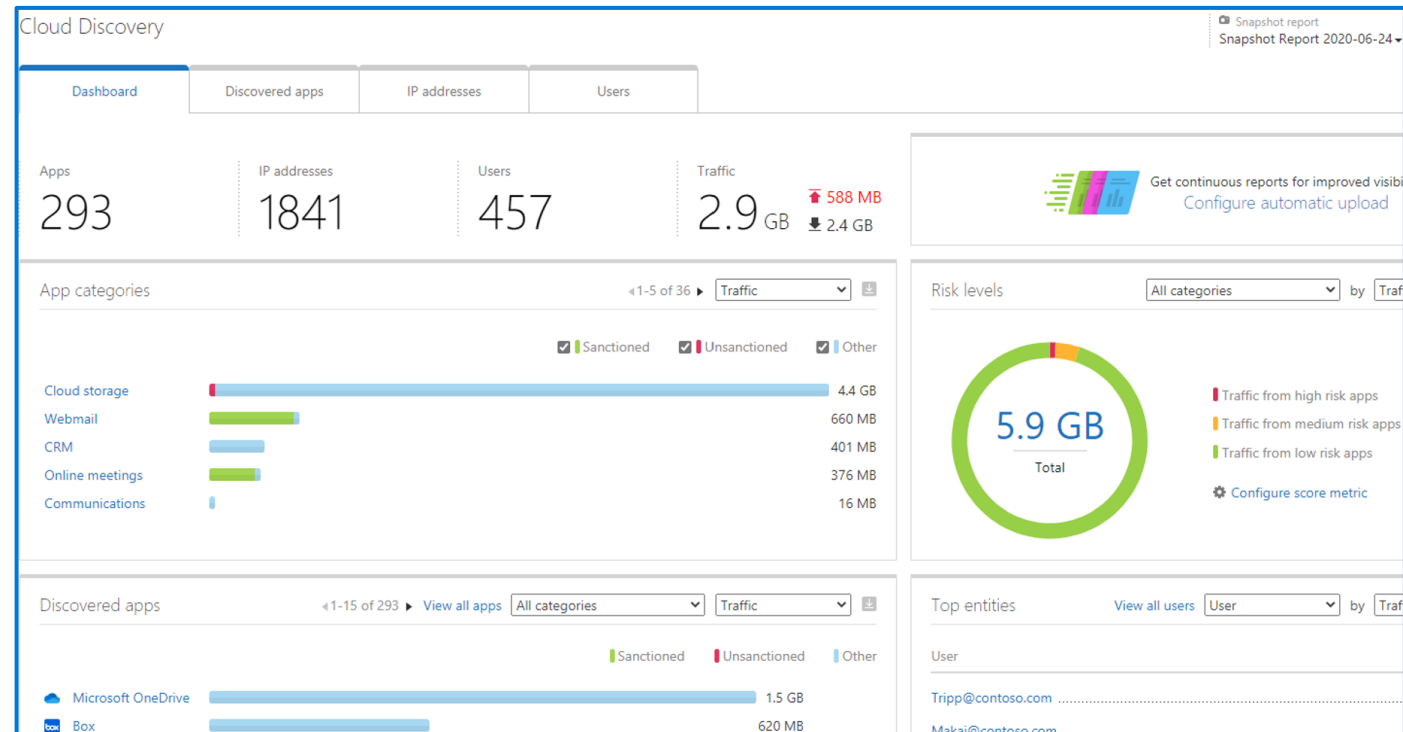 Cloud Discovery
Snapshot report
Snapshot Report 2020-06-24
Dashboard
Discovered apps
IP addresses
Users
Apps
293
IP addresses
1841
Users
457
Traffic
2.9 GB
588 MB
2.4 GB
Get continuous reports for improved visibi
Configure automatic upload
App categories
1-5 of 36
Traffic
Sanctioned
Unsanctioned
Other
Cloud storage 4.4 GB
Webmail 660 MB
CRM 401 MB
Online meetings 376 MB
Communications 16 MB
Risk levels
All categories
by
Traf
5.9 GB
Total
Traffic from high risk apps
Traffic from medium risk apps
Traffic from low risk apps
Configure score metric
Discovered apps
1-15 of 293
View all apps
All categories
Traffic
Sanctioned
Unsanctioned
Other
Microsoft OneDrive 1.5 GB
box
Box 620 MB
Top entities
View all users
User
by
Traf
User
Tripp@contoso.com
Makai@contoso.com